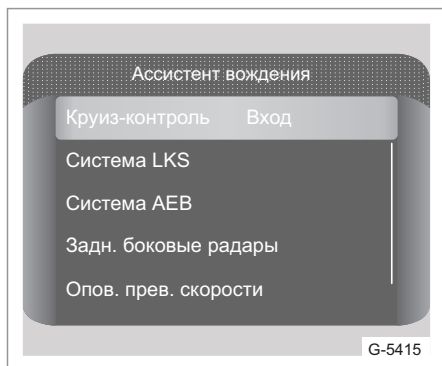 Ассистент вождения
Круиз-контроль Вход
Система LKS
Система AEB
Задн. боковые радары
Опов. прев. скорости
G-5415